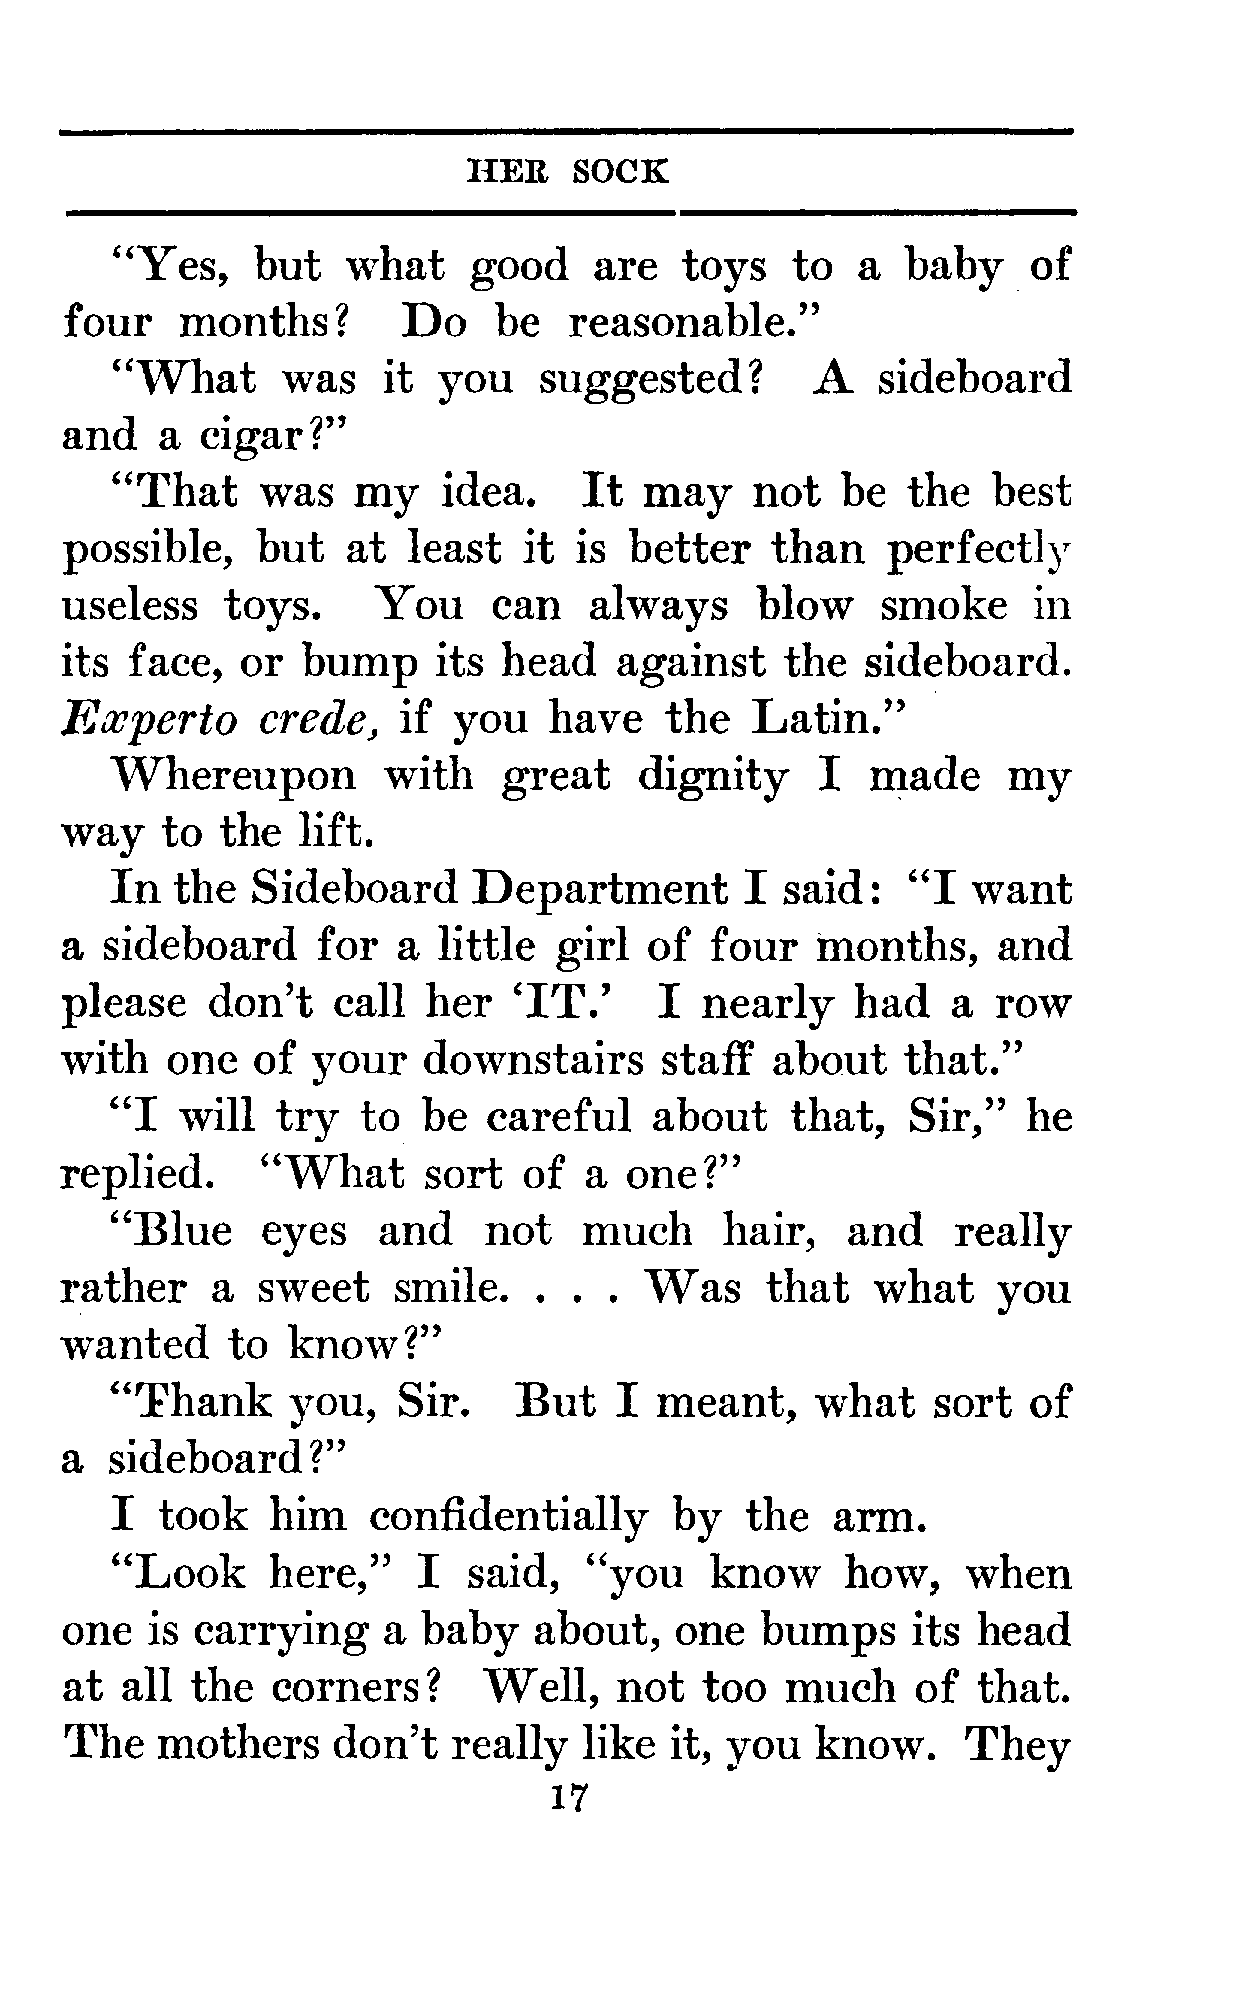 HER SOCK
“Yes, but what good are toys to a baby of
four months? Do be reasonable.”
“What was it you suggested? A sideboard
and a cigar?”
“That was my idea. It may not be the best
possible, but at least it is better than perfectly
useless toys. You can always blow smoke in
its face, or bump its head against the sideboard.
Experto crede, if you have the Latin.”
Whereupon with great dignity I made my
way to the lift.
In the Sideboard Department I said: “I want
a sideboard for a little girl of four months, and
please don’t call her ‘IT.’ I nearly had a row
with one of your downstairs staff about that.”
“I will try to be careful about that, Sir,” he
replied. “What sort of a one?”
“Blue eyes and not much hair, and really
rather a sweet smile. . . . Was that what you
wanted to know?”
“Thank you, Sir. But I meant, what sort of
a sideboard?”
I took him confidentially by the arm.
“Look here,” I said, “you know how, when
one is carrying a baby about, one bumps its head
at all the corners? Well, not too much of that.
The mothers don’t really like it, you know. They
17